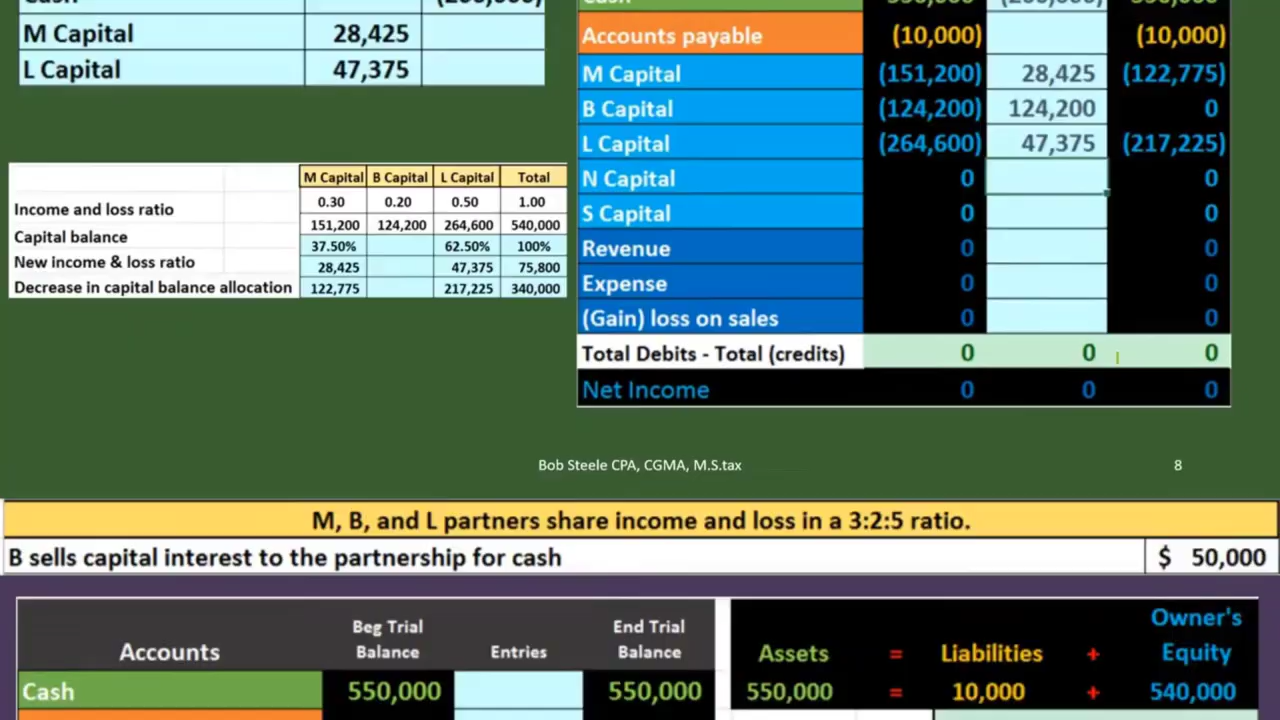 M Capital 28,425
L Capital 47,375
M Capital B Capital L Capital Total
Income and loss ratio 0.30 0.20 0.50 1.00
Capital balance 151,200 124,200 264,600 540,000
New income & loss ratio 37.50% 62.50% 100%
Decrease in capital balance allocation 28,425 47,375 75,800
122,775 217,225 340,000
Accounts payable (10,000) (10,000)
M Capital (151,200) 28,425 (122,775)
B Capital (124,200) 124,200 0
L Capital (264,600) 47,375 (217,225)
N Capital 0 0
S Capital 0 0
Revenue 0 0
Expense 0 0
(Gain) loss on sales 0 0
Total Debits - Total (credits) 0 0 0
Net Income 0 0 0
Bob Steele CPA, CGMA, M.S.tax 8
M, B, and L partners share income and loss in a 3:2:5 ratio.
B sells capital interest to the partnership for cash $ 50,000
Accounts Beg Trial Balance Entries End Trial Balance
Cash 550,000 550,000
Assets = Liabilities + Owner's Equity
550,000 = 10,000 + 540,000